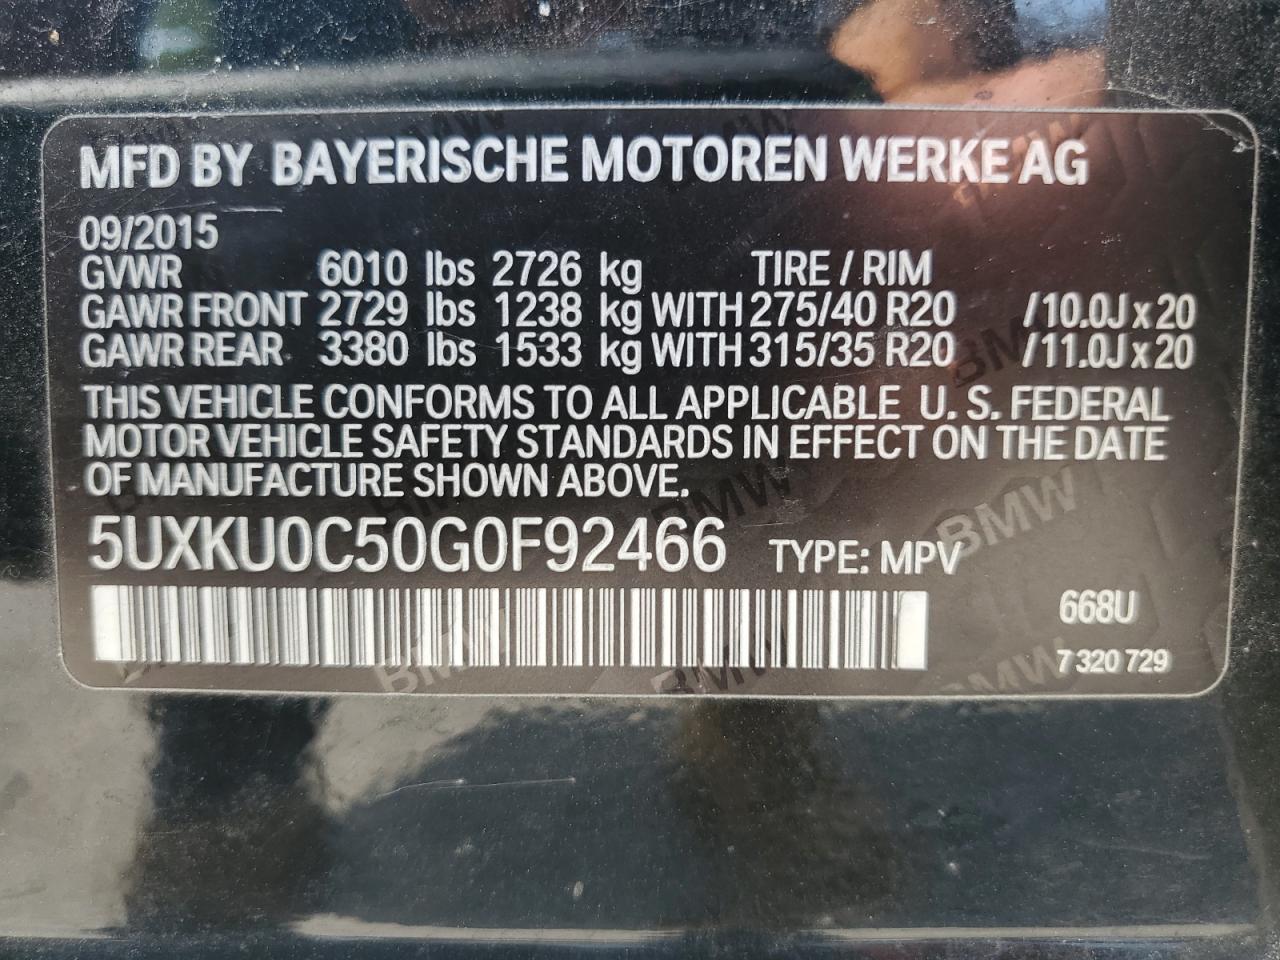 MFD BY BAYERISCHE MOTOREN WERKE AG
09/2015
GVWR 6010 lbs 2726 kg TIRE / RIM
GAWR FRONT 2729 lbs 1238 kg WITH 275/40 R20 /10.0J x 20
GAWR REAR 3380 lbs 1533 kg WITH 315/35 R20 /11.0J x 20
THIS VEHICLE CONFORMS TO ALL APPLICABLE U. S. FEDERAL
MOTOR VEHICLE SAFETY STANDARDS IN EFFECT ON THE DATE
OF MANUFACTURE SHOWN ABOVE.
5UXKU0C50G0F92466 TYPE: MPV
668U
7 320 729